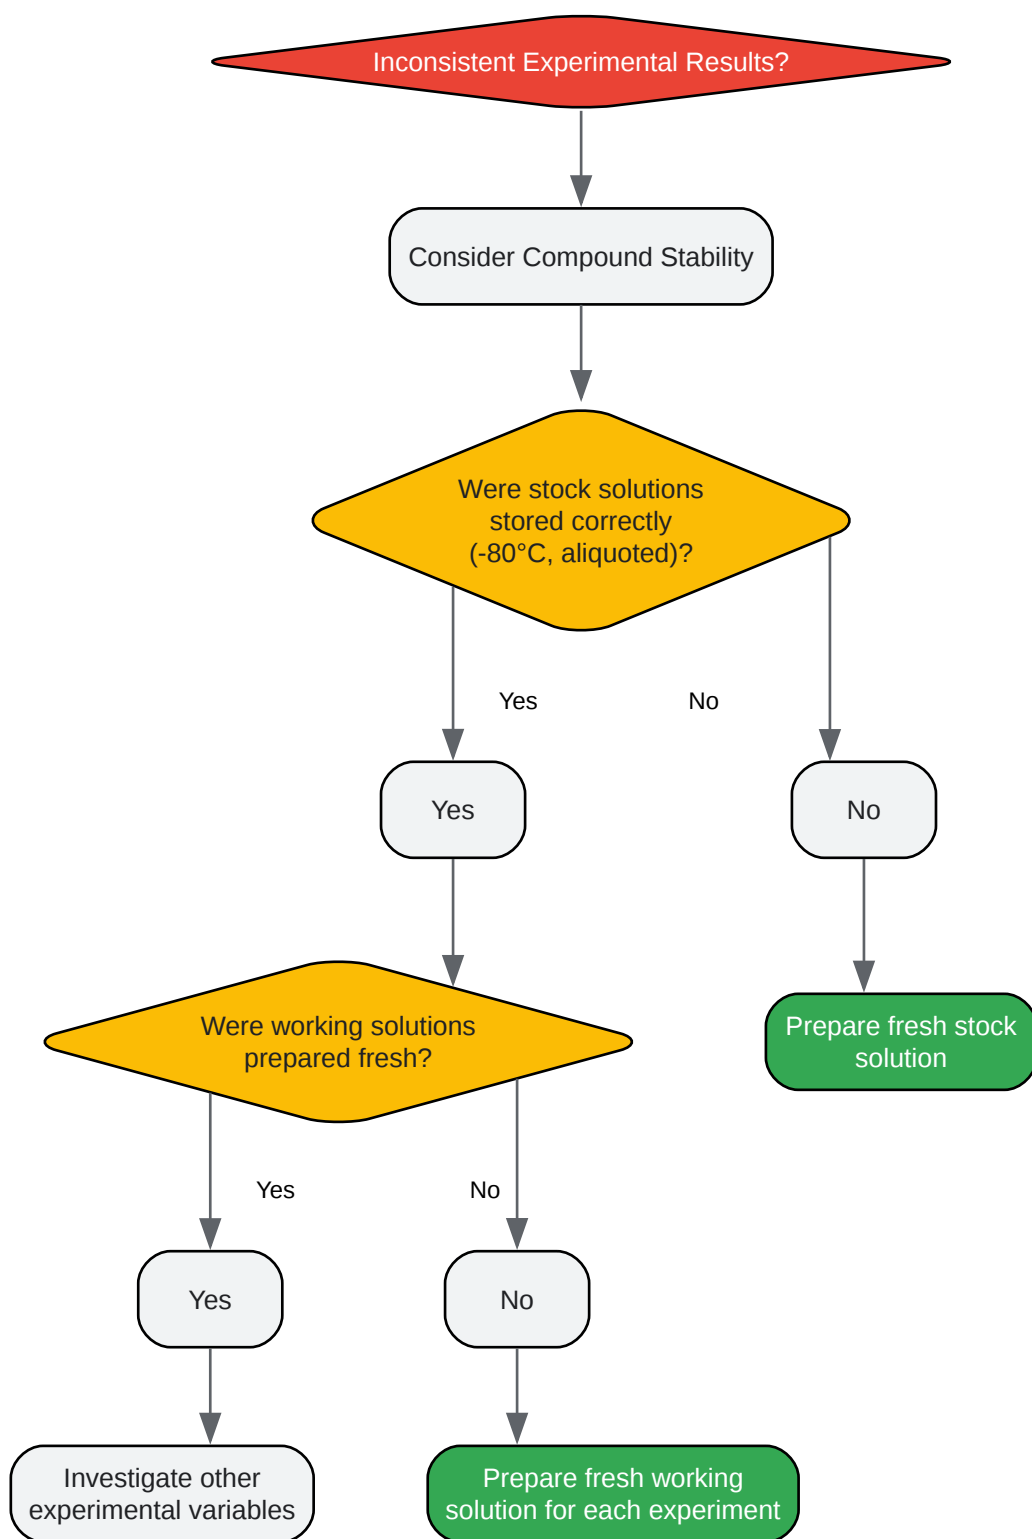 Inconsistent Experimental Results?
Consider Compound Stability
Were stock solutions
stored correctly
(-80°C, aliquoted)?
Yes
No
Yes
No
Were working solutions
prepared fresh?
Prepare fresh stock
solution
Yes
No
Yes
No
Investigate other
experimental variables
Prepare fresh working
solution for each experiment